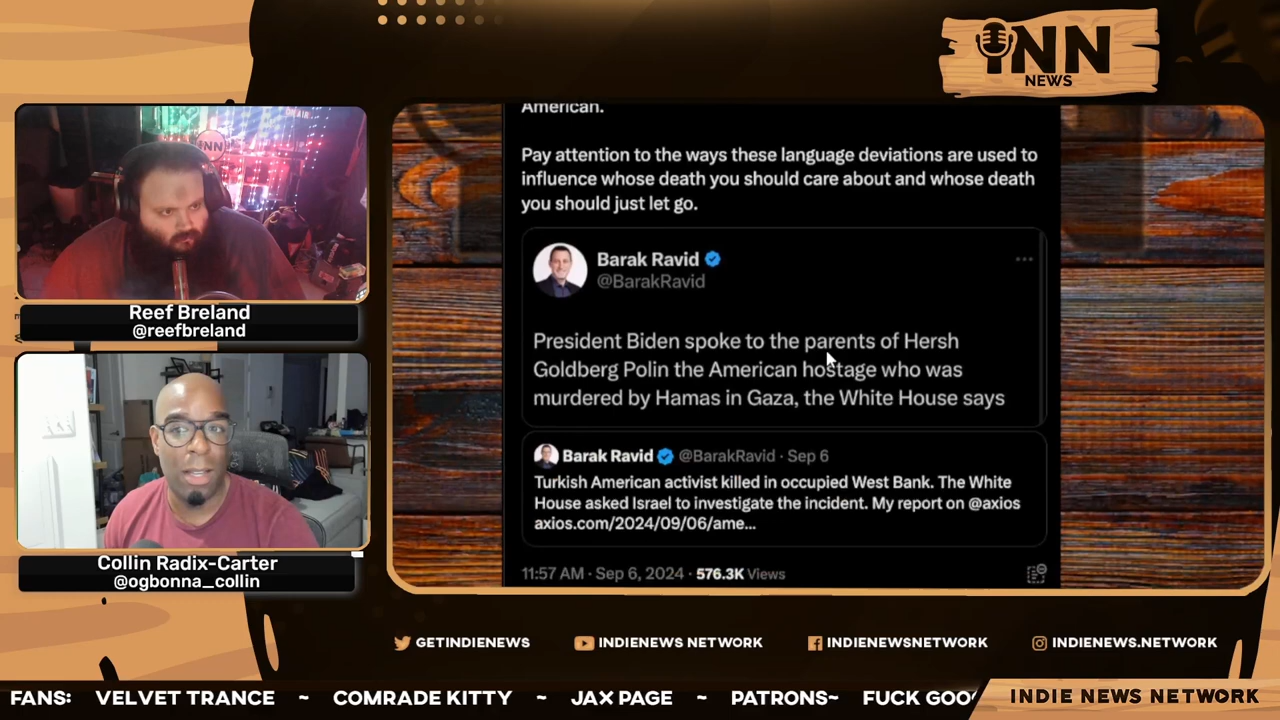 INN
NEWS
American.
Pay attention to the ways these language deviations are used to
influence whose death you should care about and whose death
you should just let go.
Barak Ravid
@BarakRavid
President Biden spoke to the parents of Hersh
Goldberg Polin the American hostage who was
murdered by Hamas in Gaza, the White House says
Barak Ravid @BarakRavid · Sep 6
Turkish American activist killed in occupied West Bank. The White
House asked Israel to investigate the incident. My report on @axios
axios.com/2024/09/06/ame...
11:57 AM · Sep 6, 2024 · 576.3K Views
INN
Reef Breland
@reefbreland
Collin Radix-Carter
@ogbonna_collin
GETINDIENEWS
INDIENEWS NETWORK
INDIENEWSNETWORK
INDIENEWS.NETWORK
FANS: VELVET TRANCE ~ COMRADE KITTY ~ JAX PAGE ~ PATRONS~ FUCK GOO
INDIE NEWS NETWORK